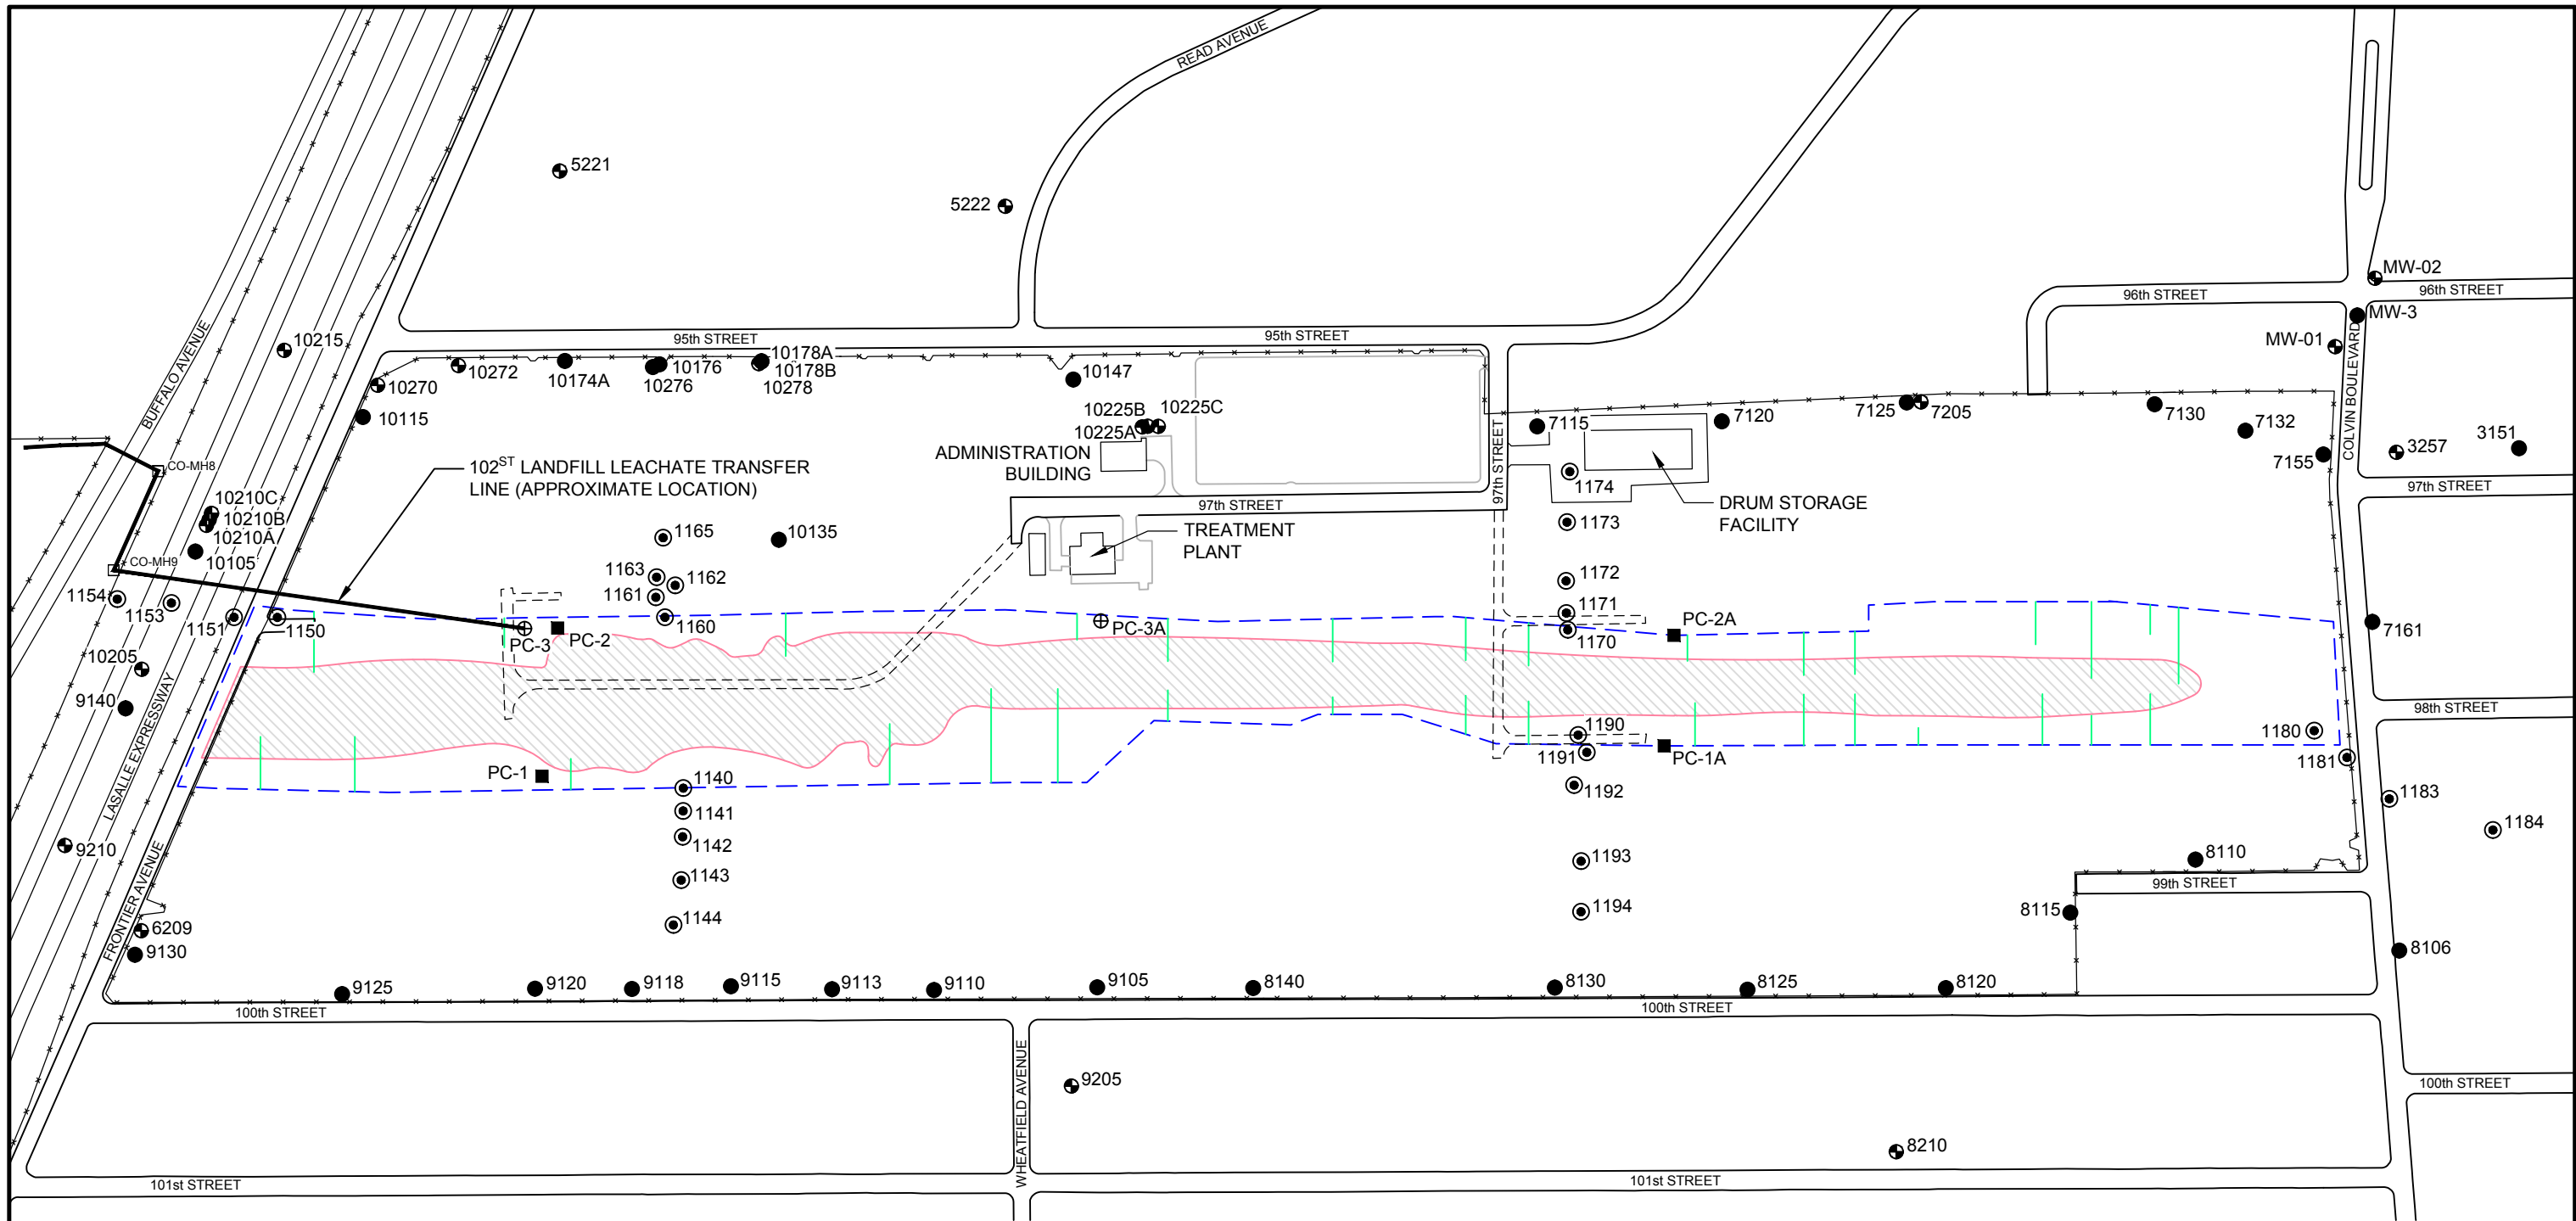 READ AVENUE
5221
5222
MW-02
96th STREET
96th STREET
MW-3
95th STREET
95th STREET
MW-01
BUFFALO AVENUE
10215
10272
10270
10174A
10176
10276
10178A
10178B
10278
10147
COLVIN BOULEVARD
10115
10225B
10225C
10225A
7115
7120
7125
7205
7130
7132
7155
3257
3151
ADMINISTRATION
BUILDING
97th STREET
CO-MH8
102ST LANDFILL LEACHATE TRANSFER
LINE (APPROXIMATE LOCATION)
1174
97th STREET
10210C
10210B
10210A
97th STREET
DRUM STORAGE
FACILITY
1165
10135
1173
TREATMENT
PLANT
10105
CO-MH9
1163
1162
1161
1160
1172
1171
1170
1154
1153
1151
1150
PC-3
PC-2
PC-3A
PC-2A
7161
10205
9140
LASALLE EXPRESSWAY
98th STREET
1190
1191
1192
PC-1A
1180
1181
PC-1
1140
1141
1142
1143
1144
1183
1184
9210
FRONTIER AVENUE
1193
1194
8110
99th STREET
8115
6209
9130
8106
9125
9120
9118
9115
9113
9110
9105
8140
8130
8125
8120
100th STREET
100th STREET
WHEATFIELD AVENUE
9205
100th STREET
8210
101st STREET
101st STREET